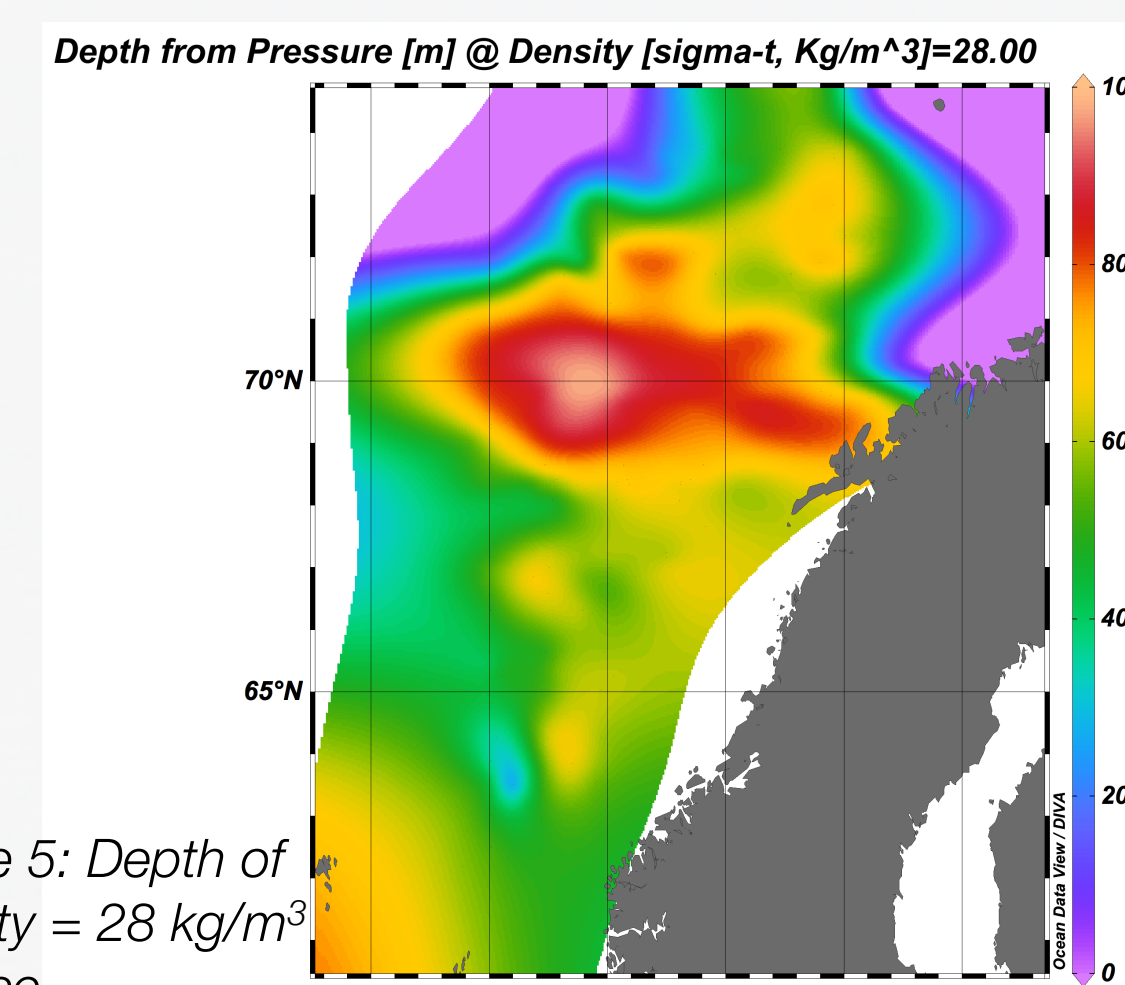 Depth from Pressure [m] @ Density [sigma-t, Kg/m^3]=28.00
70°N
65°N
10
80
60
40
20
0
Ocean Data View / DIVA
5: Depth of
= 28 kg/m³